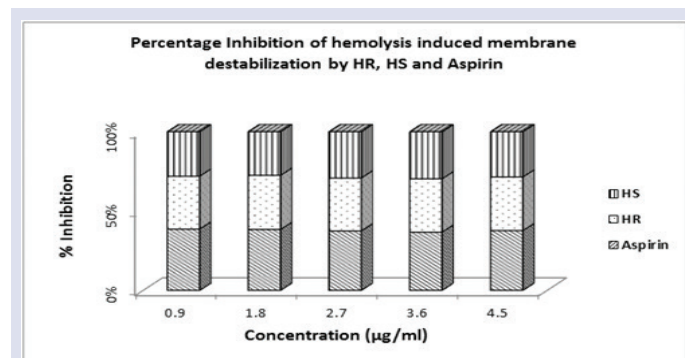 Percentage Inhibition of hemolysis induced membrane
destabilization by HR, HS and Aspirin
100%
50%
0%
% Inhibition
0.9 1.8 2.7 3.6 4.5
Concentration (µg/ml)
HS
HR
Aspirin